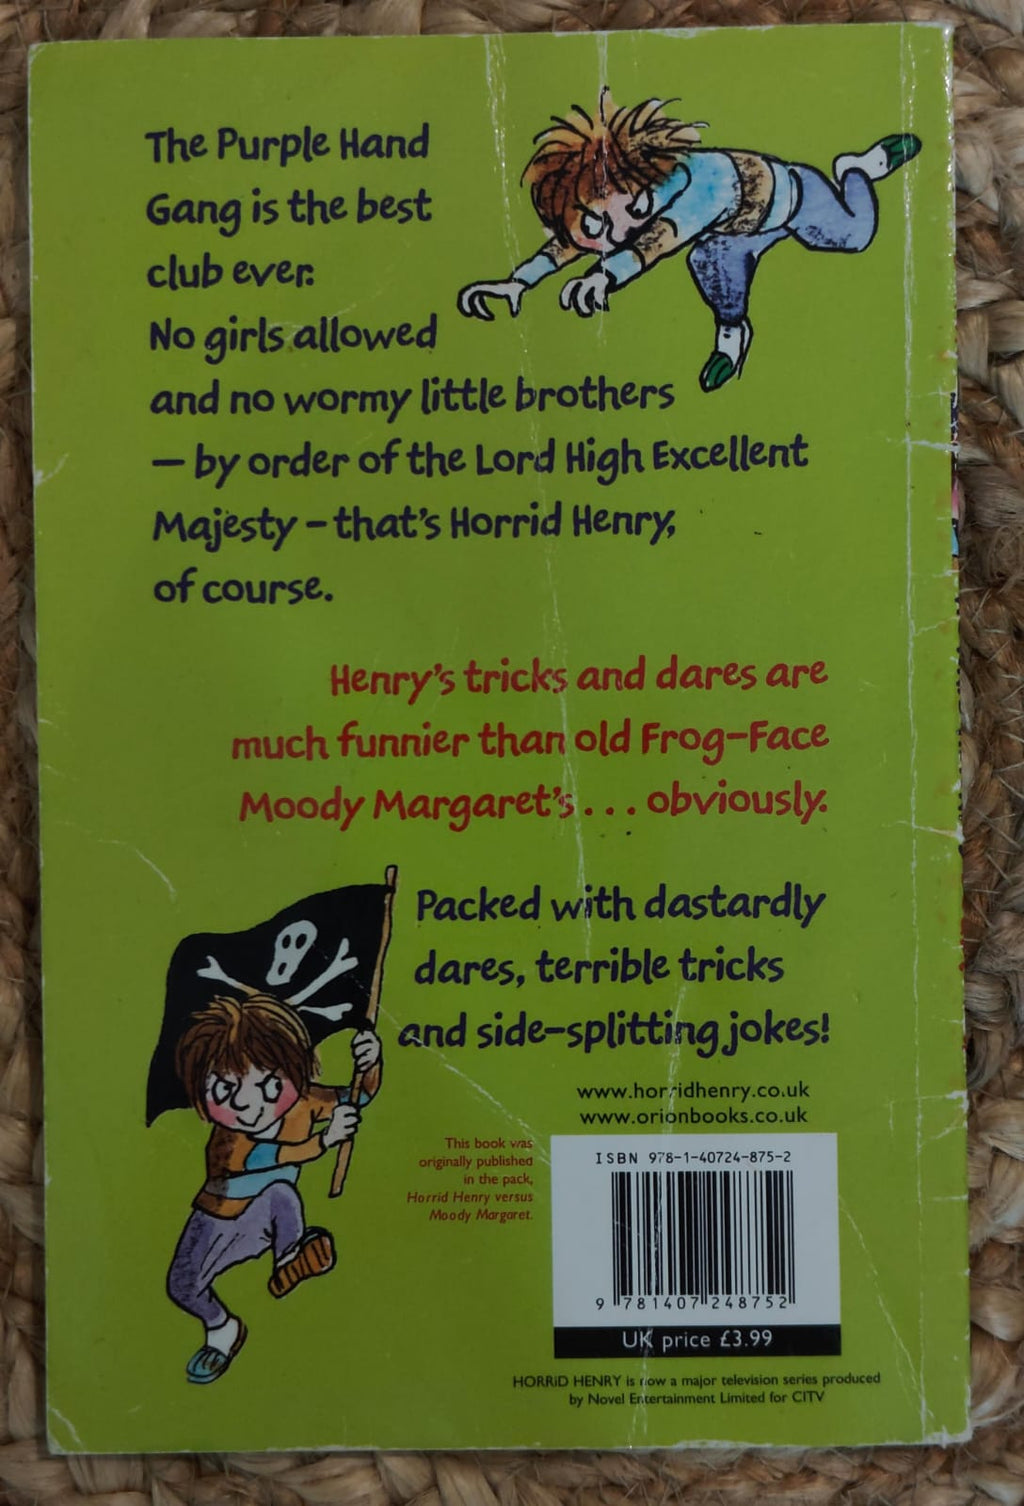 The Purple Hand
Gang is the best
club ever.
No girls allowed
and no wormy little brothers
– by order of the Lord High Excellent
Majesty – that's Horrid Henry,
of course.
Henry's tricks and dares are
much funnier than old Frog-Face
Moody Margaret's . . . obviously.
Packed with dastardly
dares, terrible tricks
and side-splitting jokes!
www.horridhenry.co.uk
www.orionbooks.co.uk
This book was
originally published
in the pack,
Horrid Henry versus
Moody Margaret.
ISBN 978-1-40724-875-2
9 781407 248752
UK price £3.99
HORRiD HENRY is now a major television series produced
by Novel Entertainment Limited for CITV